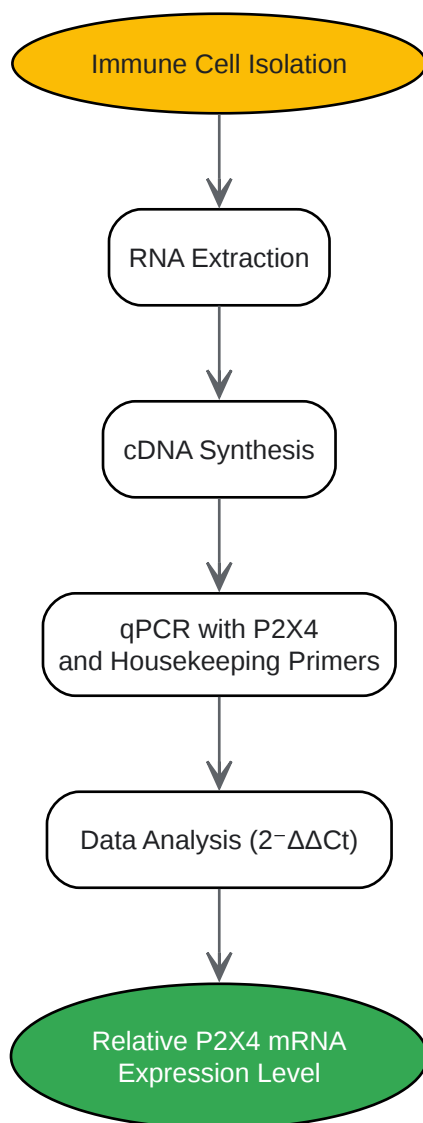 Immune Cell Isolation
RNA Extraction
cDNA Synthesis
qPCR with P2X4
and Housekeeping Primers
Data Analysis (2⁻ΔΔCt)
Relative P2X4 mRNA
Expression Level